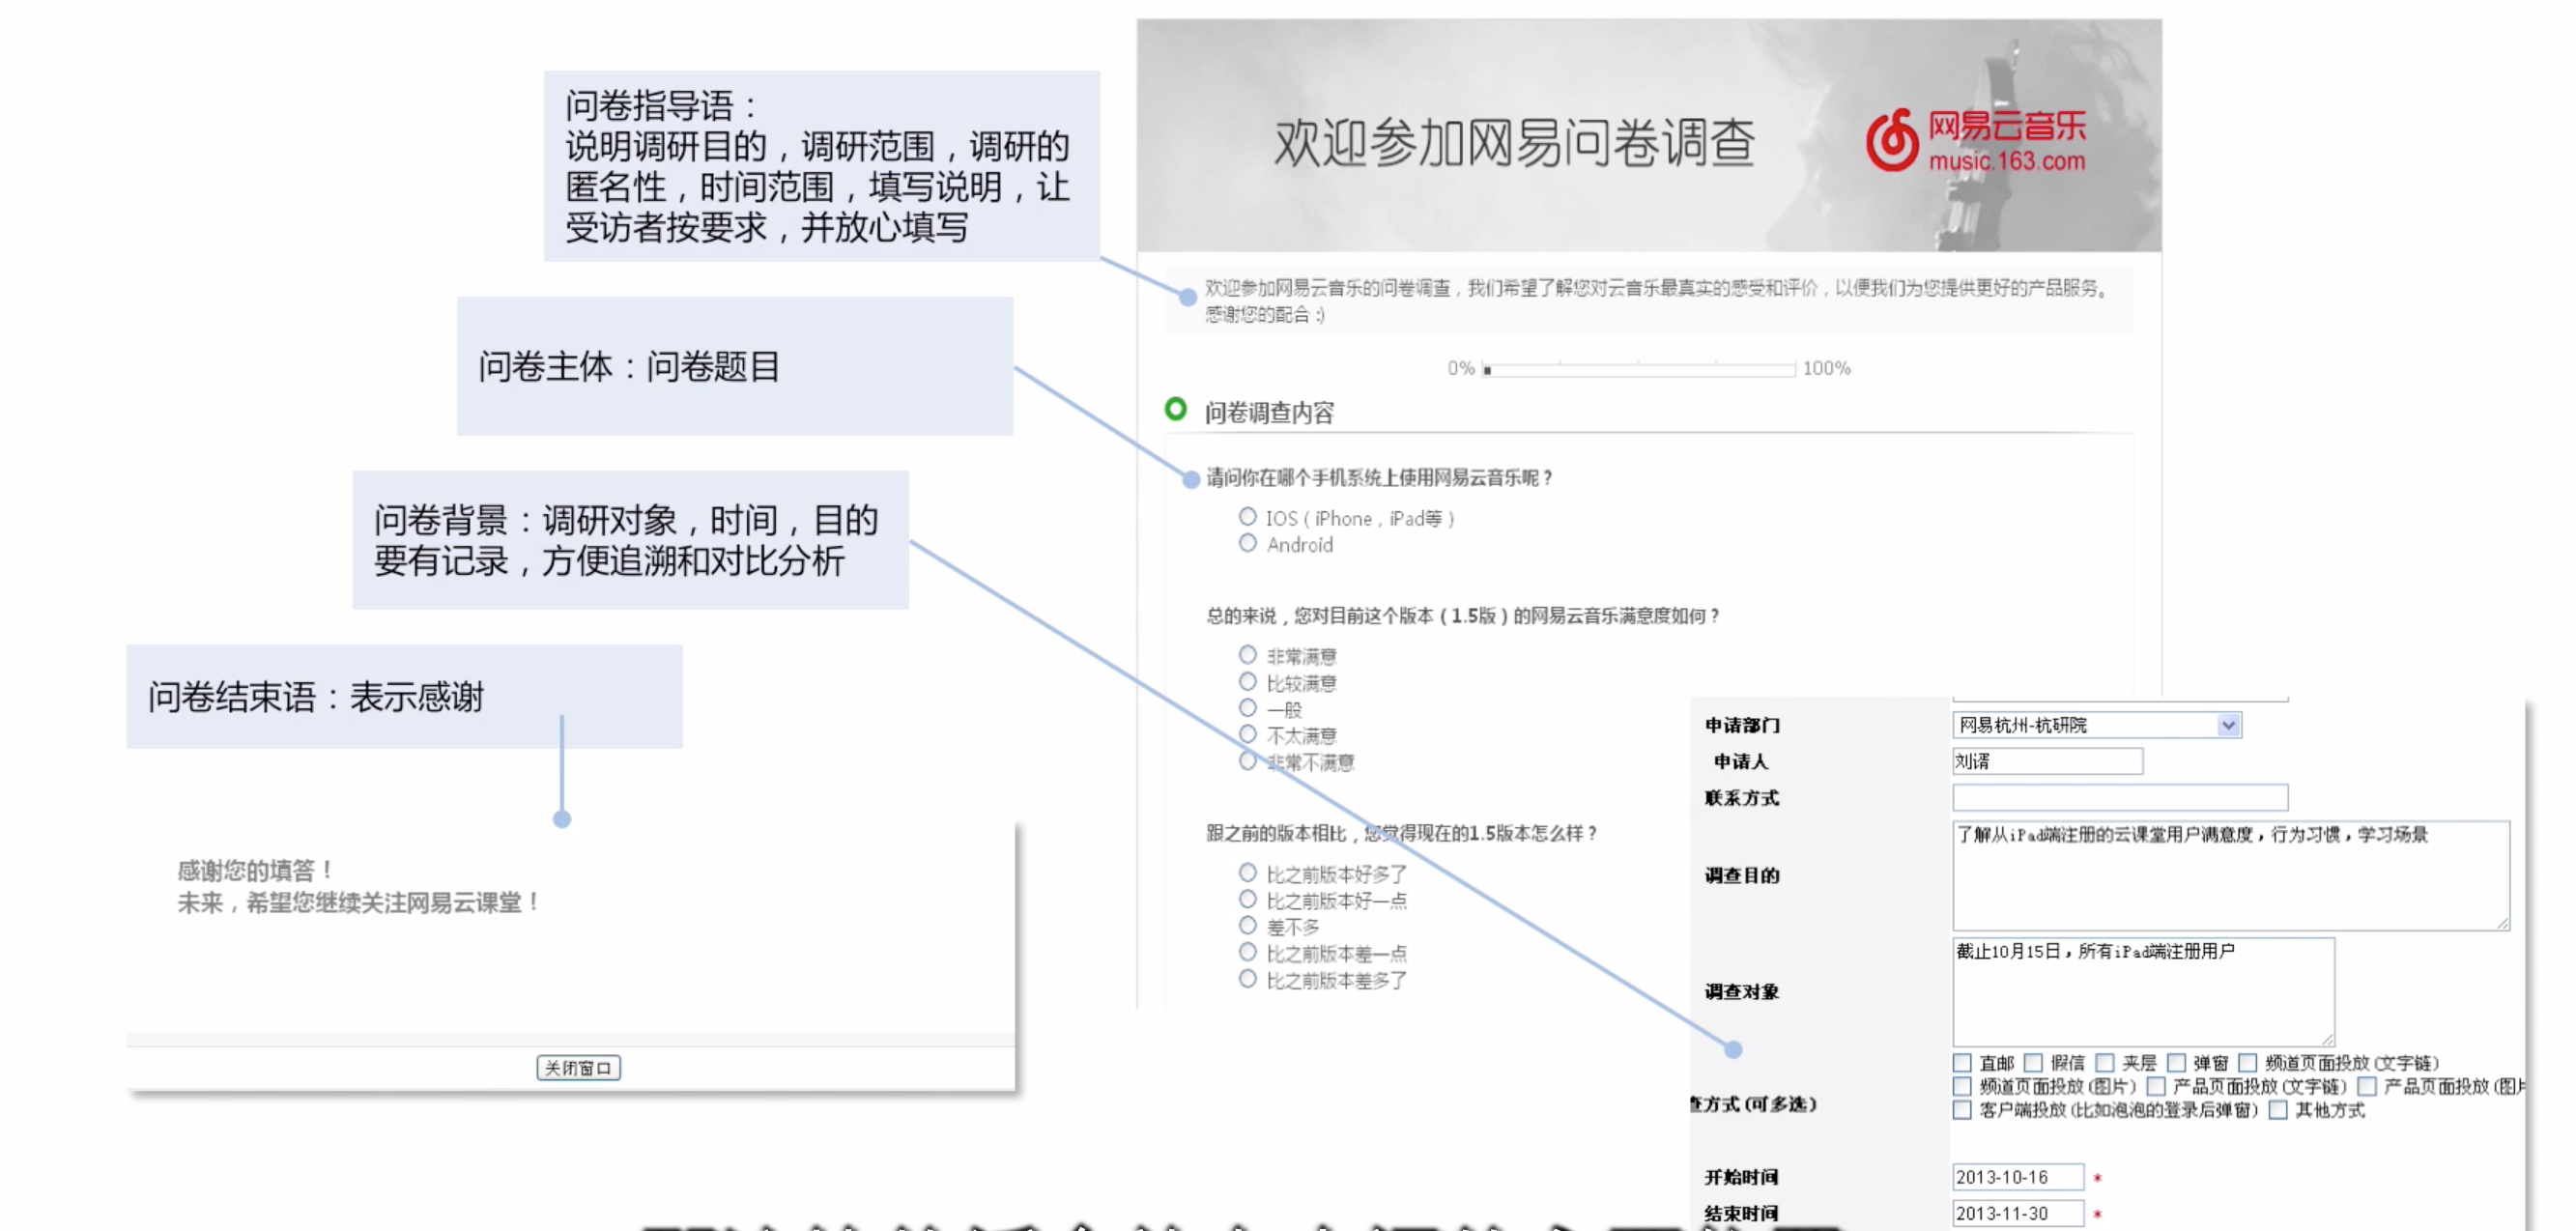 问卷指导语：
说明调研目的，调研范围，调研的
匿名性，时间范围，填写说明，让
受访者按要求，并放心填写
问卷主体：问卷题目
问卷背景：调研对象，时间，目的
要有记录，方便追溯和对比分析
问卷结束语：表示感谢
感谢您的填答！
未来，希望您继续关注网易云课堂！
关闭窗口
欢迎参加网易问卷调查
网易云音乐
music.163.com
欢迎参加网易云音乐的问卷调查，我们希望了解您对云音乐最真实的感受和评价，以便我们为您提供更好的产品服务。
感谢您的配合 :)
0% 100%
问卷调查内容
请问你在哪个手机系统上使用网易云音乐呢？
IOS（iPhone，iPad等）
Android
总的来说，您对目前这个版本（1.5版）的网易云音乐满意度如何？
非常满意
比较满意
一般
不太满意
非常不满意
跟之前的版本相比，您觉得现在的1.5版本怎么样？
比之前版本好多了
比之前版本好一点
差不多
比之前版本差一点
比之前版本差多了
申请部门 网易杭州-杭研院
申请人 刘谞
联系方式
调查目的 了解从iPad端注册的云课堂用户满意度，行为习惯，学习场景
调查对象 截止10月15日，所有iPad端注册用户
直邮 假信 夹层 弹窗 频道页面投放(文字链)
频道页面投放(图片) 产品页面投放(文字链) 产品页面投放(图片
查方式(可多选) 客户端投放(比如泡泡的登录后弹窗) 其他方式
开始时间 2013-10-16 *
结束时间 2013-11-30 *